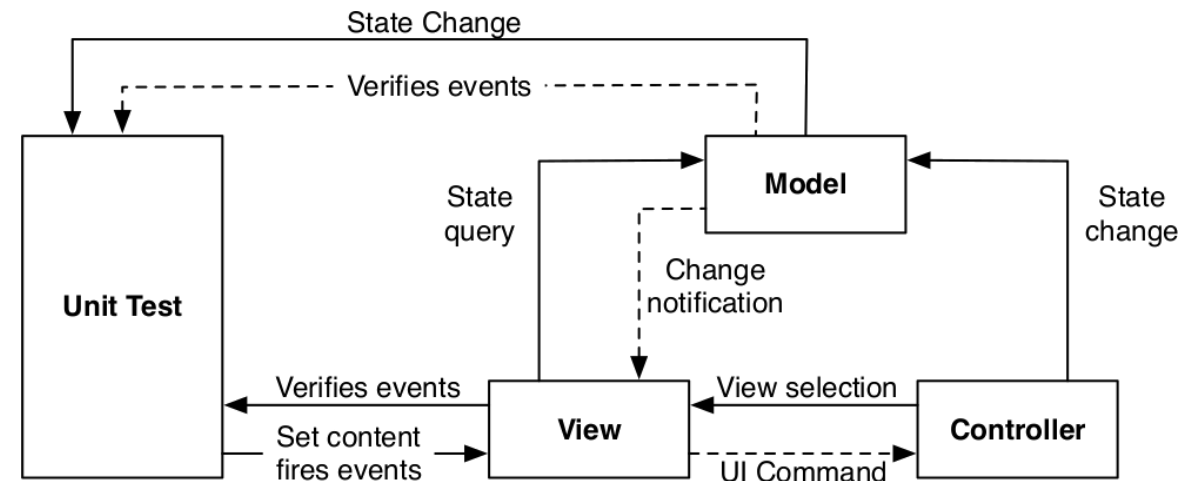 State Change
Verifies events
Model
State
query
State
change
Change
notification
Unit Test
Verifies events
View selection
Set content
fires events
View
Controller
UI Command